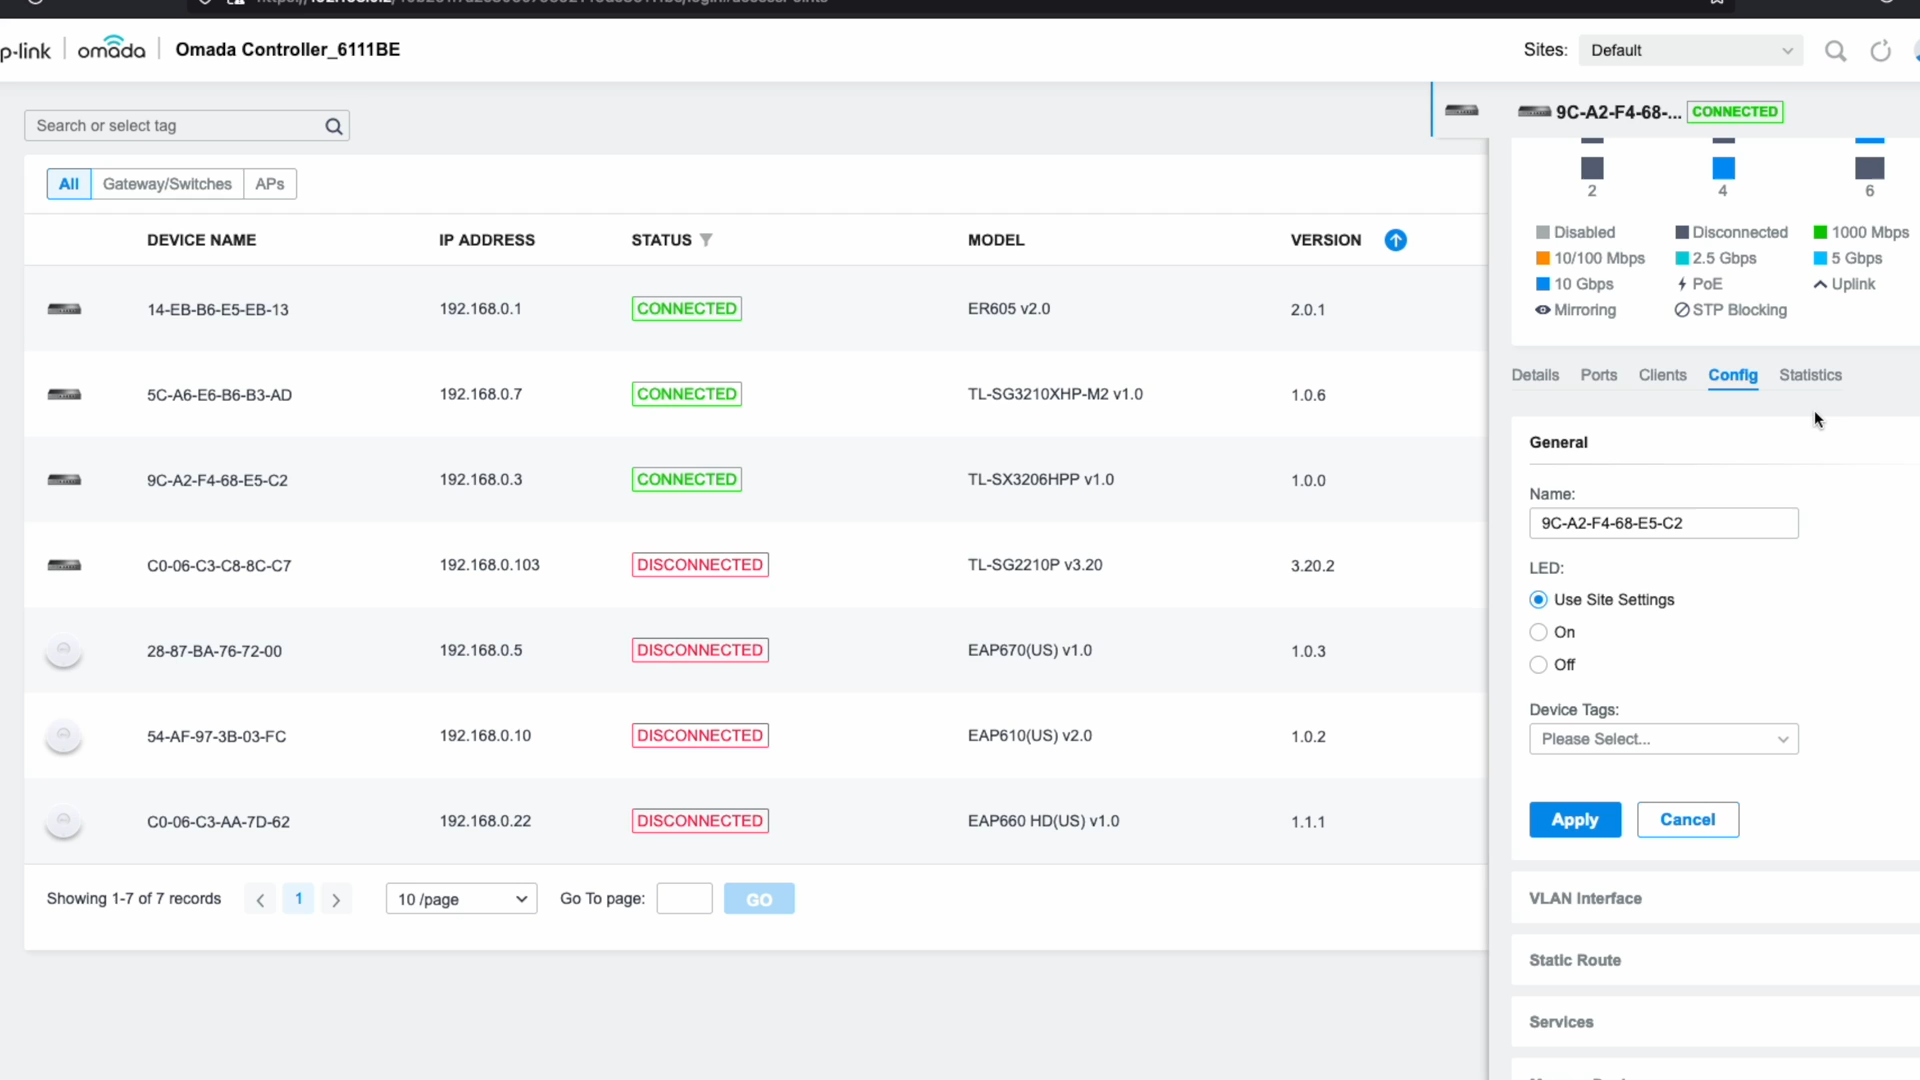 p-link | omada | Omada Controller_6111BE
Sites: Default
Search or select tag
All Gateway/Switches APs
DEVICE NAME IP ADDRESS STATUS MODEL VERSION
14-EB-B6-E5-EB-13 192.168.0.1 CONNECTED ER605 v2.0 2.0.1
5C-A6-E6-B6-B3-AD 192.168.0.7 CONNECTED TL-SG3210XHP-M2 v1.0 1.0.6
9C-A2-F4-68-E5-C2 192.168.0.3 CONNECTED TL-SX3206HPP v1.0 1.0.0
C0-06-C3-C8-8C-C7 192.168.0.103 DISCONNECTED TL-SG2210P v3.20 3.20.2
28-87-BA-76-72-00 192.168.0.5 DISCONNECTED EAP670(US) v1.0 1.0.3
54-AF-97-3B-03-FC 192.168.0.10 DISCONNECTED EAP610(US) v2.0 1.0.2
C0-06-C3-AA-7D-62 192.168.0.22 DISCONNECTED EAP660 HD(US) v1.0 1.1.1
Showing 1-7 of 7 records < 1 > 10 /page Go To page: GO
9C-A2-F4-68-... CONNECTED
2 4 6
Disabled Disconnected 1000 Mbps
10/100 Mbps 2.5 Gbps 5 Gbps
10 Gbps PoE Uplink
Mirroring STP Blocking
Details Ports Clients Config Statistics
General
Name:
9C-A2-F4-68-E5-C2
LED:
Use Site Settings
On
Off
Device Tags:
Please Select...
Apply Cancel
VLAN Interface
Static Route
Services